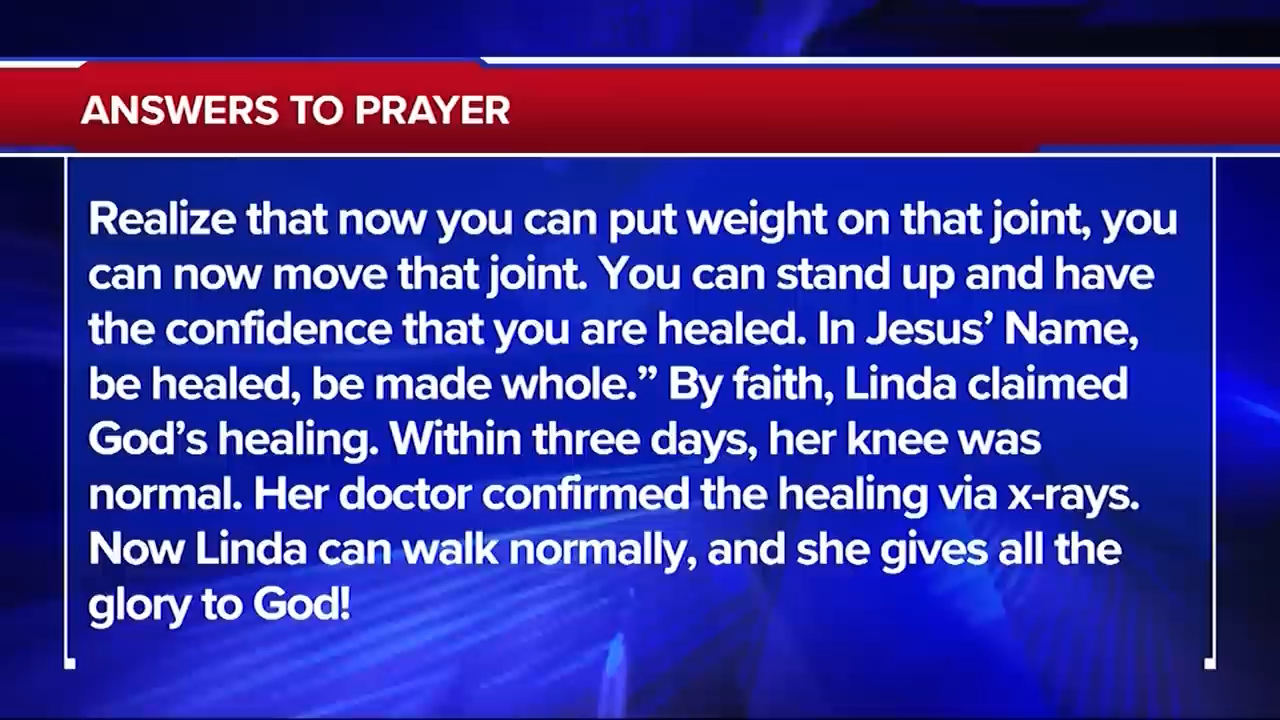 ANSWERS TO PRAYER
Realize that now you can put weight on that joint, you
can now move that joint. You can stand up and have
the confidence that you are healed. In Jesus’ Name,
be healed, be made whole.” By faith, Linda claimed
God’s healing. Within three days, her knee was
normal. Her doctor confirmed the healing via x-rays.
Now Linda can walk normally, and she gives all the
glory to God!